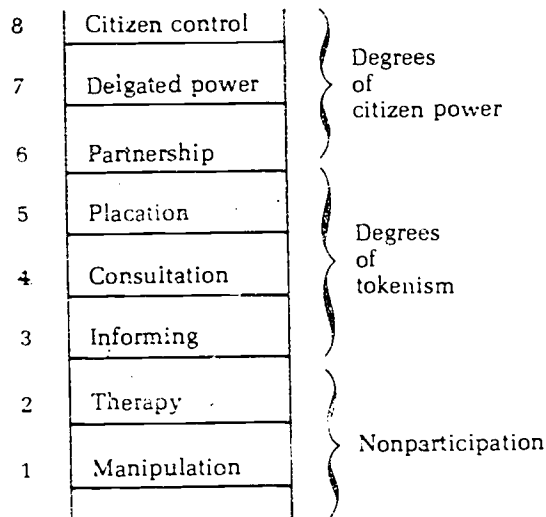 8 Citizen control
7 Deigated power
6 Partnership
Degrees
of
citizen power
5 Placation
4 Consultation
3 Informing
Degrees
of
tokenism
2 Therapy
1 Manipulation
Nonparticipation